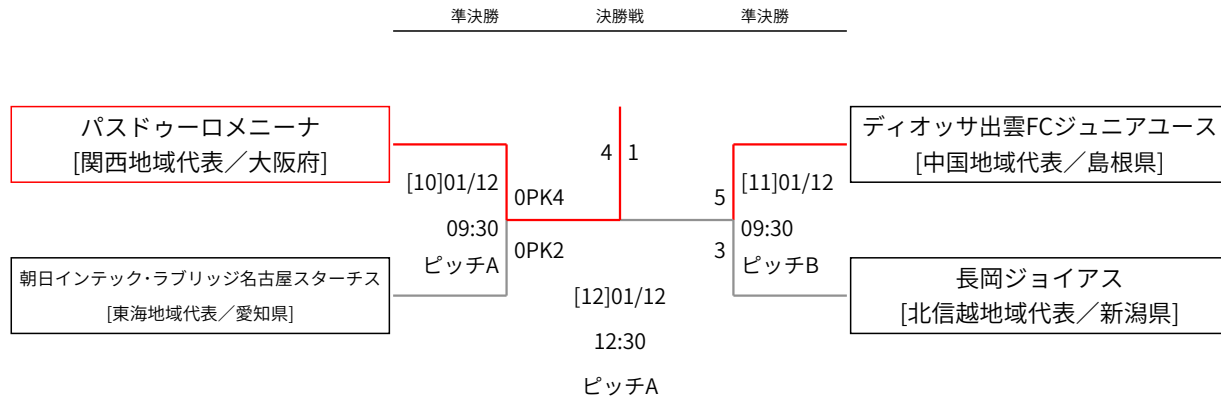 準決勝 決勝戦 準決勝
パスドゥーロメニーナ
[関西地域代表／大阪府]
朝日インテック・ラブリッジ名古屋スターチス
[東海地域代表／愛知県]
[10]01/12
09:30
ピッチA
0PK4
0PK2
4 1
[12]01/12
12:30
ピッチA
5
3
[11]01/12
09:30
ピッチB
ディオッサ出雲FCジュニアユース
[中国地域代表／島根県]
長岡ジョイアス
[北信越地域代表／新潟県]